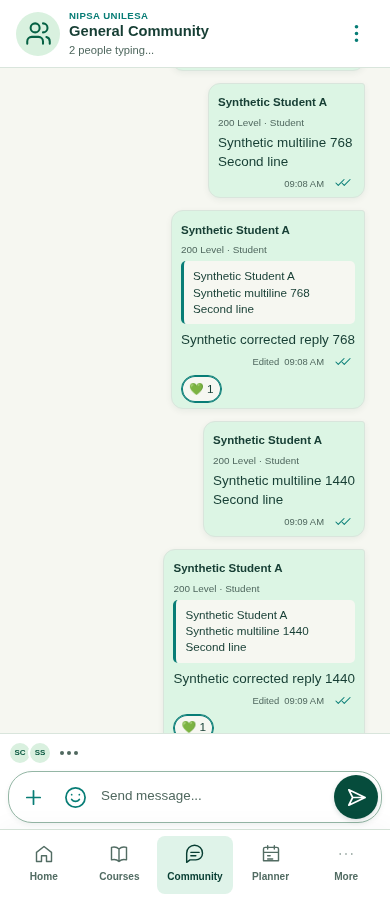 NIPSA UNILESA
General Community
2 people typing...
Synthetic Student A
200 Level · Student
Synthetic multiline 768
Second line
09:08 AM
Synthetic Student A
200 Level · Student
Synthetic Student A
Synthetic multiline 768
Second line
Synthetic corrected reply 768
Edited 09:08 AM
💚 1
Synthetic Student A
200 Level · Student
Synthetic multiline 1440
Second line
09:09 AM
Synthetic Student A
200 Level · Student
Synthetic Student A
Synthetic multiline 1440
Second line
Synthetic corrected reply 1440
Edited 09:09 AM
💚 1
SC SS
Send message...
Home Courses Community Planner More